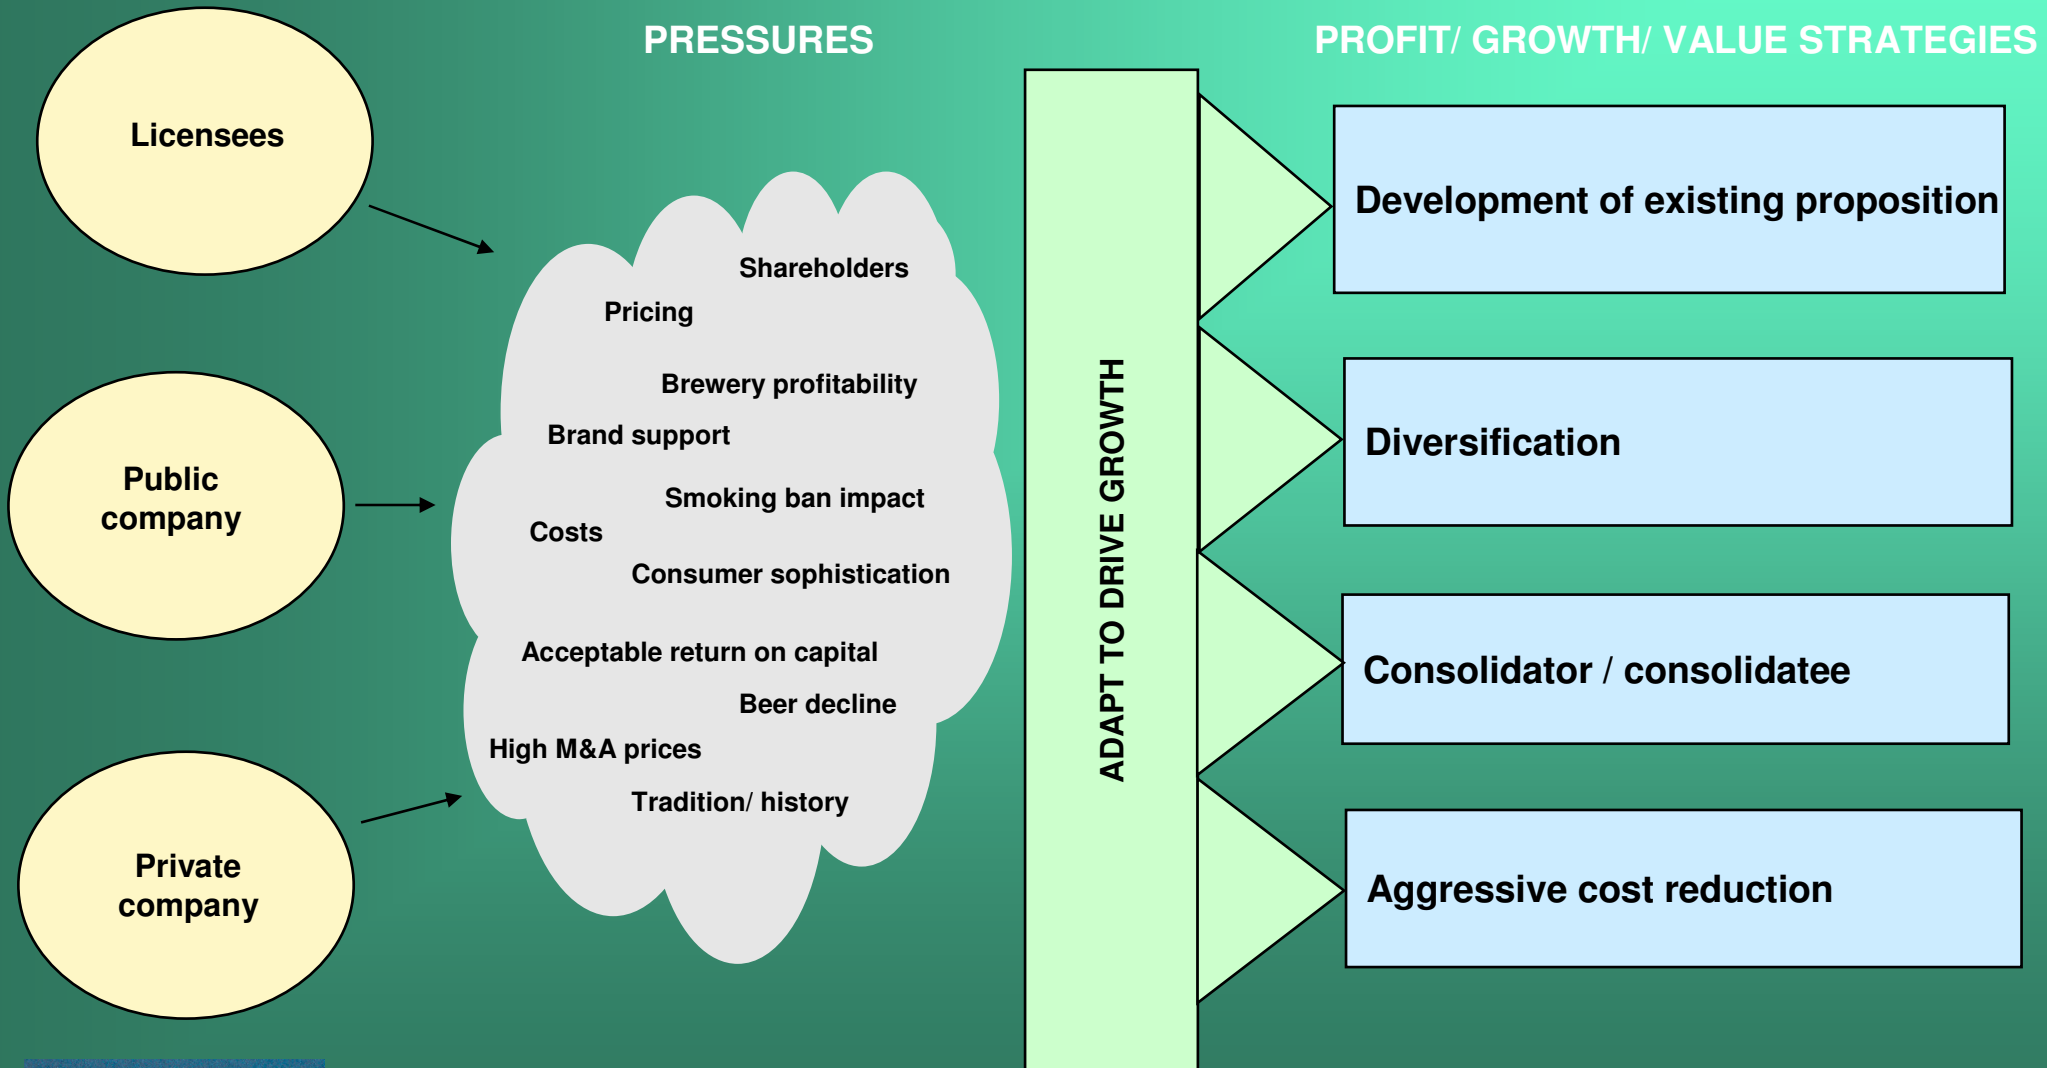 PRESSURES
PROFIT/ GROWTH/ VALUE STRATEGIES
Licensees
Public
company
Private
company
Shareholders
Pricing
Brewery profitability
Brand support
Smoking ban impact
Costs
Consumer sophistication
Acceptable return on capital
Beer decline
High M&A prices
Tradition/ history
ADAPT TO DRIVE GROWTH
Development of existing proposition
Diversification
Consolidator / consolidatee
Aggressive cost reduction